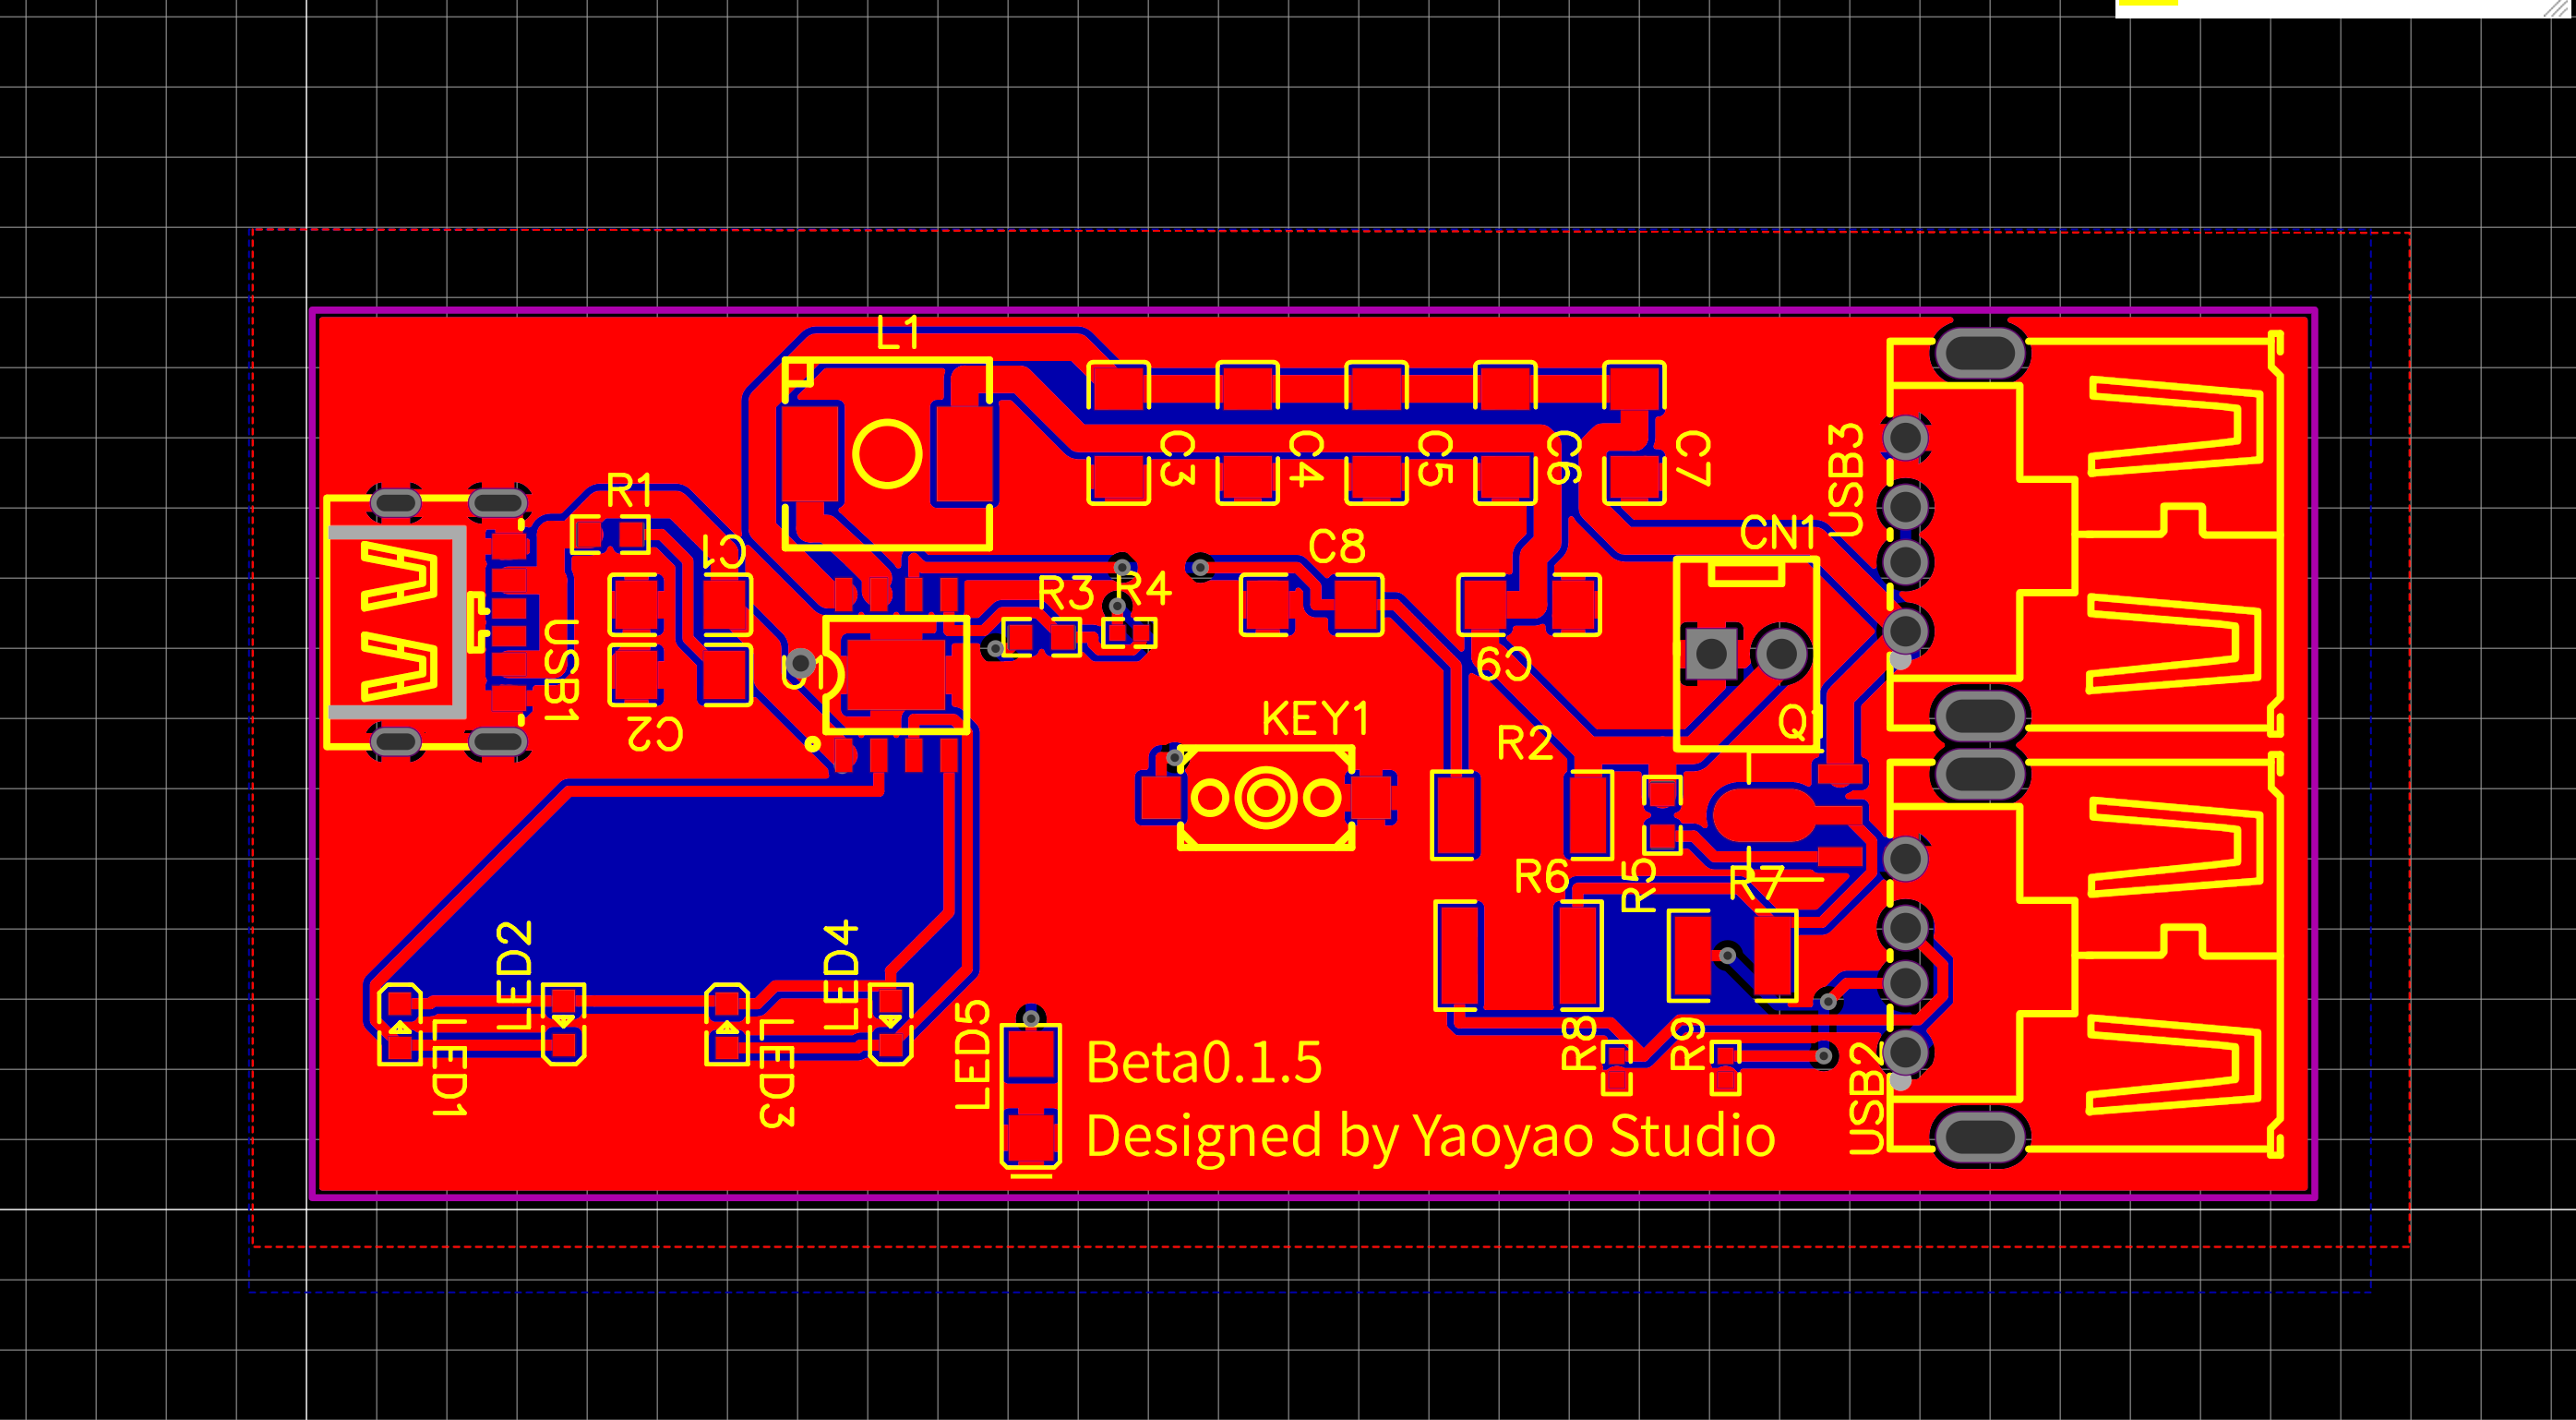 L1
C3
C4
C5
C6
C7
USB3
R1
C1
CN1
C8
R3
R4
USB1
C2
U1
C9
KEY1
R2
Q1
R6
R5
R7
LED2
LED4
LED1
LED3
LED5
R8
R9
USB2
Beta0.1.5
Designed by Yaoyao Studio